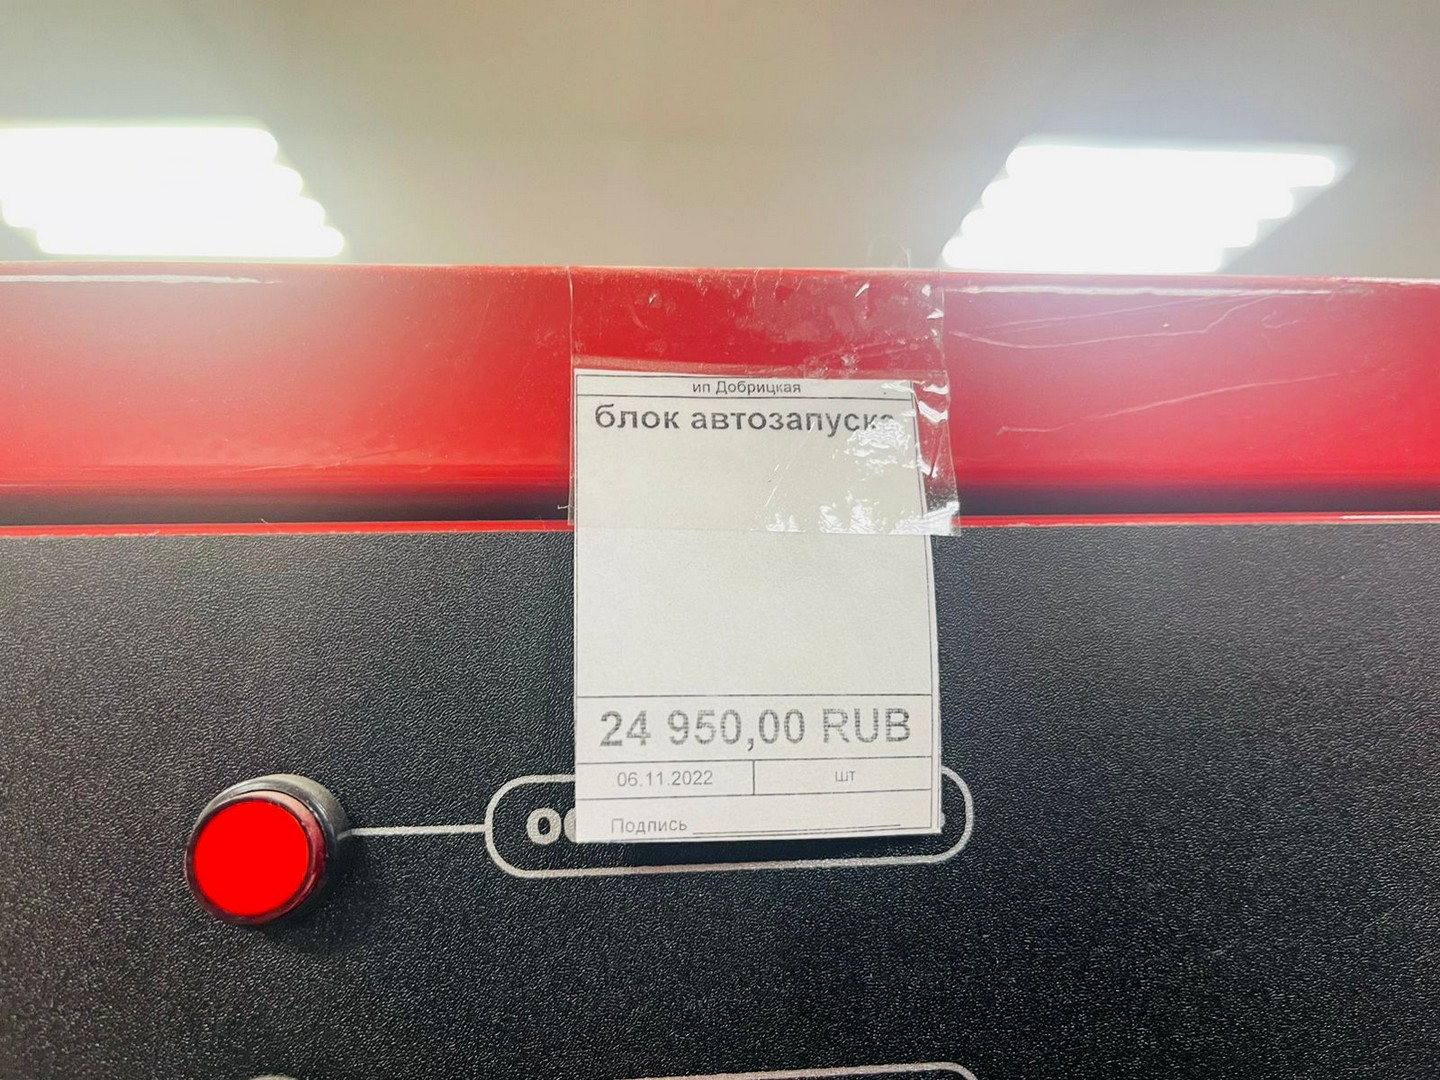 ип Добрицкая
блок автозапуска
24 950,00 RUB
06.11.2022
шт
Подпись